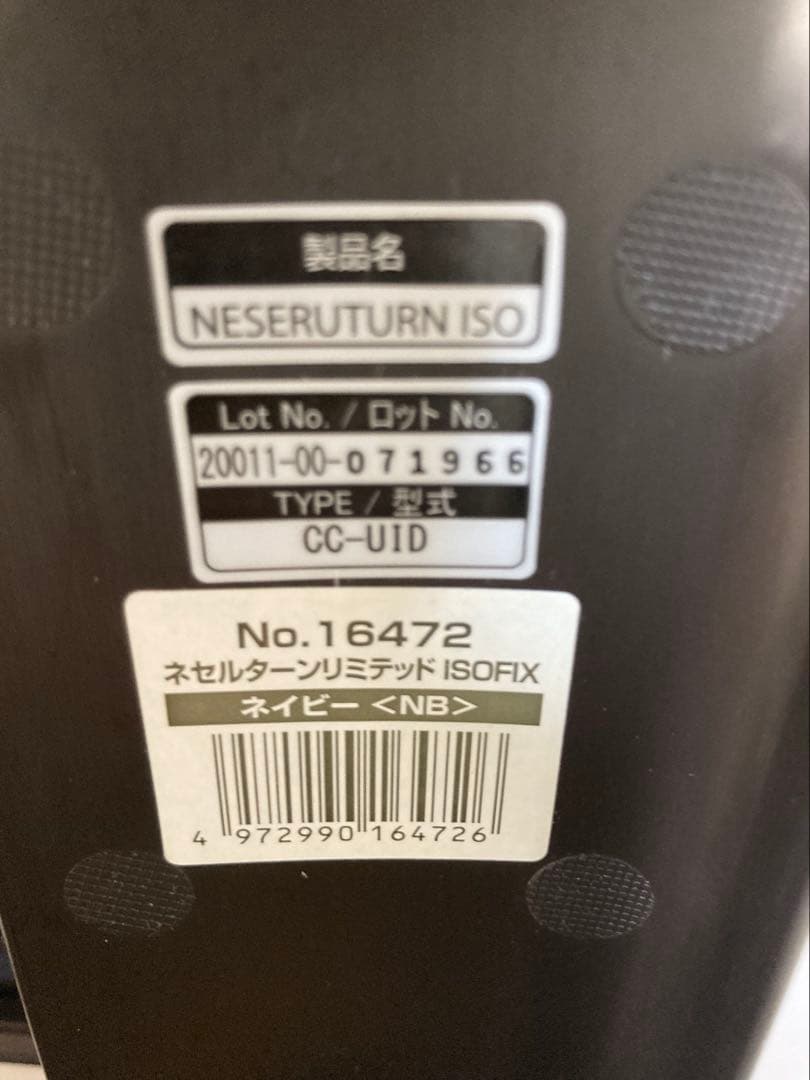 製品名
NESERUTURN ISO
Lot No. / ロット No.
20011-00-071966
TYPE / 型式
CC-UID
No.16472
ネセルターンリミテッド ISOFIX
ネイビー <NB>
4 972990 164726